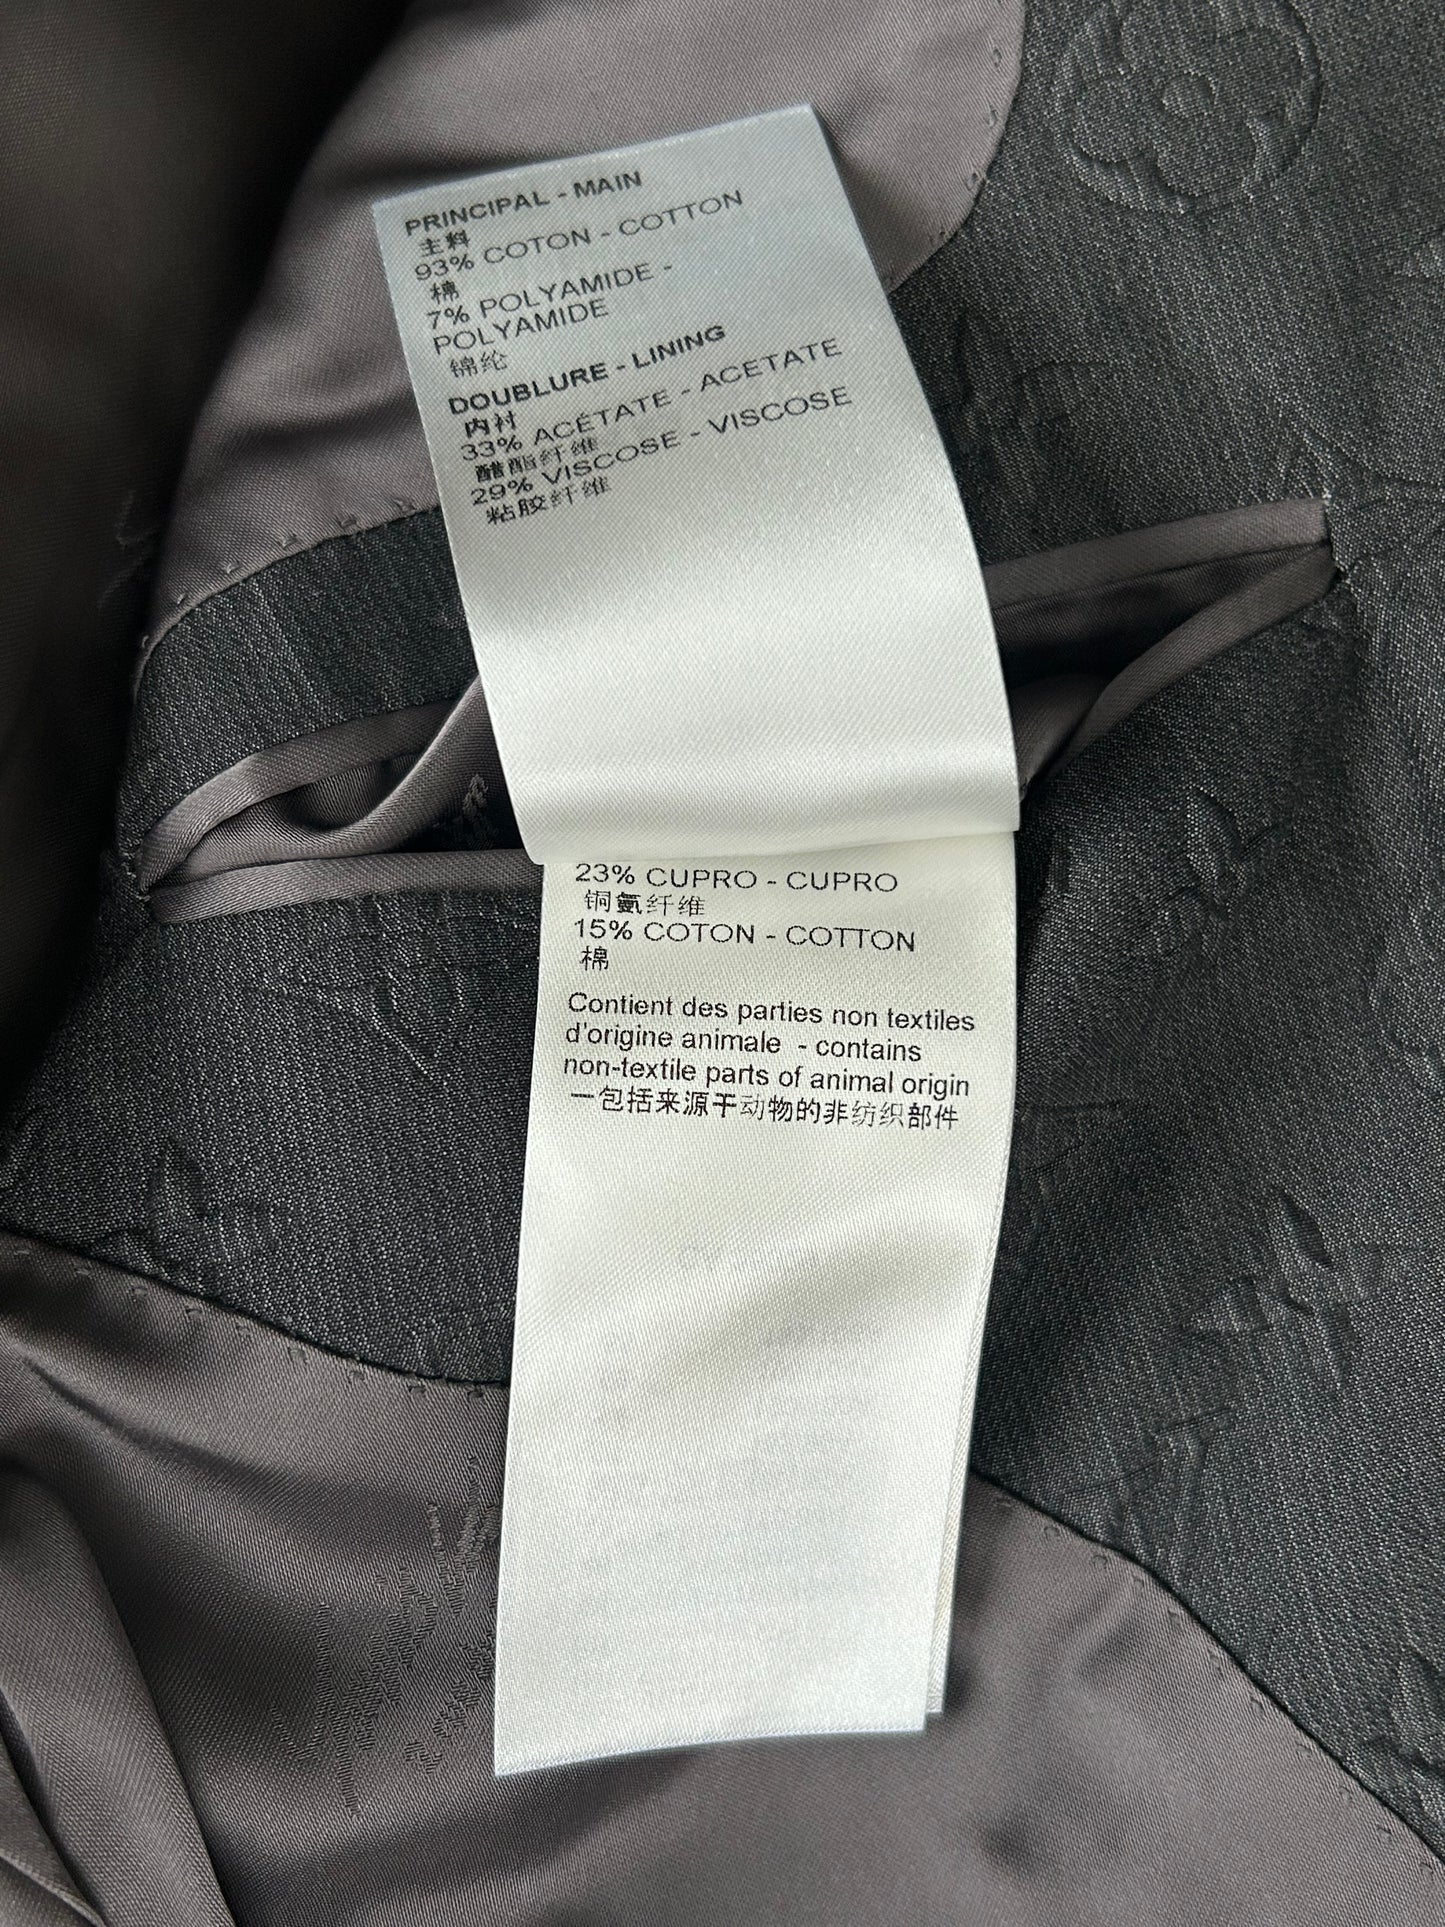 PRINCIPAL - MAIN
主料
93% COTON - COTTON
棉
7% POLYAMIDE -
POLYAMIDE
锦纶
DOUBLURE - LINING
内衬
33% ACÉTATE - ACETATE
醋酯纤维
29% VISCOSE - VISCOSE
粘胶纤维
23% CUPRO - CUPRO
铜氨纤维
15% COTON - COTTON
棉
Contient des parties non textiles
d'origine animale - contains
non-textile parts of animal origin
一包括来源于动物的非纺织部件